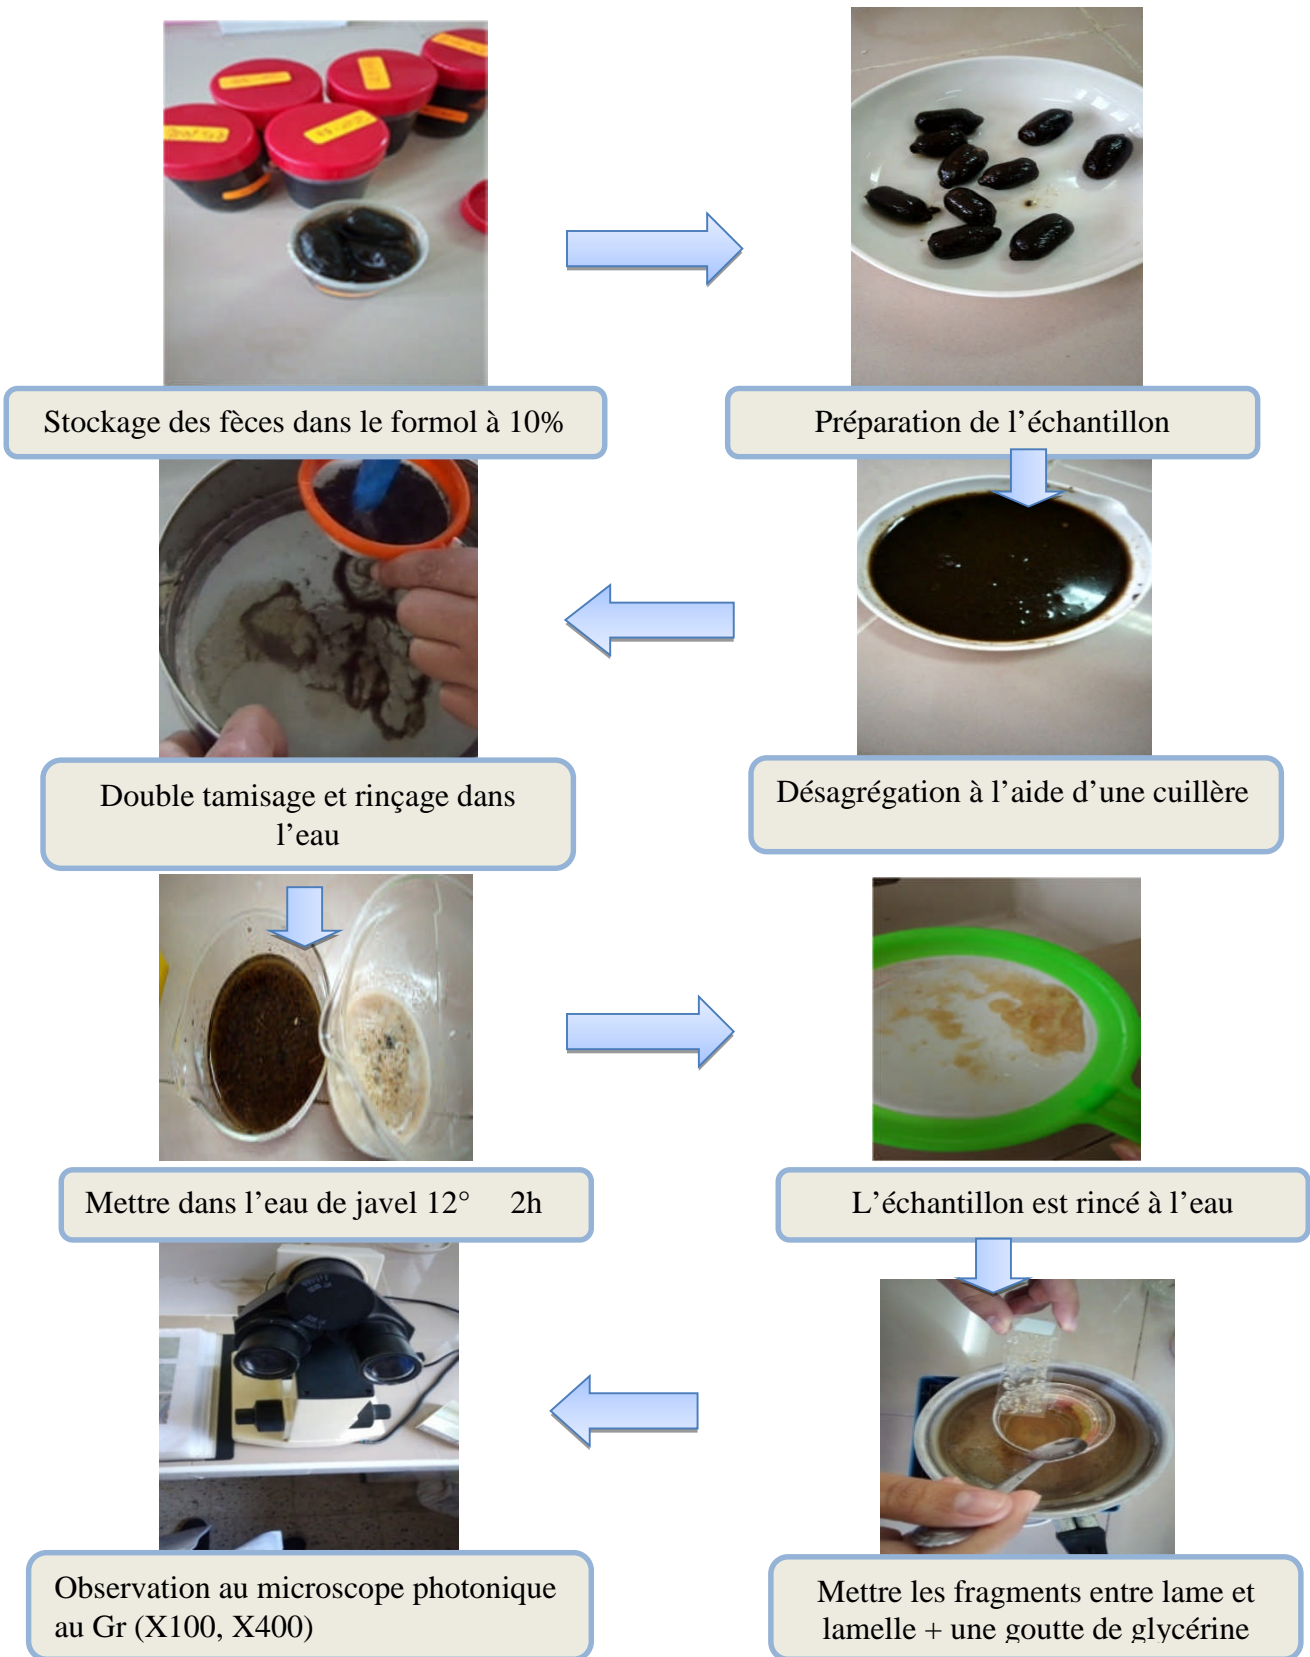 Stockage des fèces dans le formol à 10%
Préparation de l’échantillon
Désagrégation à l’aide d’une cuillère
Double tamisage et rinçage dans
l’eau
Mettre dans l’eau de javel 12° 2h
L’échantillon est rincé à l’eau
Mettre les fragments entre lame et
lamelle + une goutte de glycérine
Observation au microscope photonique
au Gr (X100, X400)